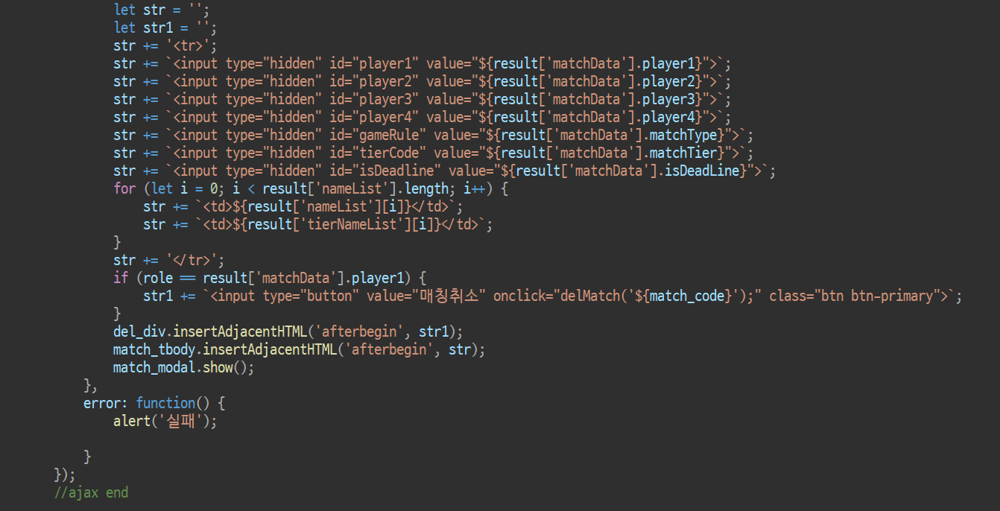 let str = '';
let str1 = '';
str += '<tr>';
str += `<input type="hidden" id="player1" value="${result['matchData'].player1}">`;
str += `<input type="hidden" id="player2" value="${result['matchData'].player2}">`;
str += `<input type="hidden" id="player3" value="${result['matchData'].player3}">`;
str += `<input type="hidden" id="player4" value="${result['matchData'].player4}">`;
str += `<input type="hidden" id="gameRule" value="${result['matchData'].matchType}">`;
str += `<input type="hidden" id="tierCode" value="${result['matchData'].matchTier}">`;
str += `<input type="hidden" id="isDeadline" value="${result['matchData'].isDeadLine}">`;
for (let i = 0; i < result['nameList'].length; i++) {
str += `<td>${result['nameList'][i]}</td>`;
str += `<td>${result['tierNameList'][i]}</td>`;
}
str += '</tr>';
if (role == result['matchData'].player1) {
str1 += `<input type="button" value="매칭취소" onclick="delMatch('${match_code}');" class="btn btn-primary">`;
}
del_div.insertAdjacentHTML('afterbegin', str1);
match_tbody.insertAdjacentHTML('afterbegin', str);
match_modal.show();
},
error: function() {
alert('실패');
}
});
//ajax end